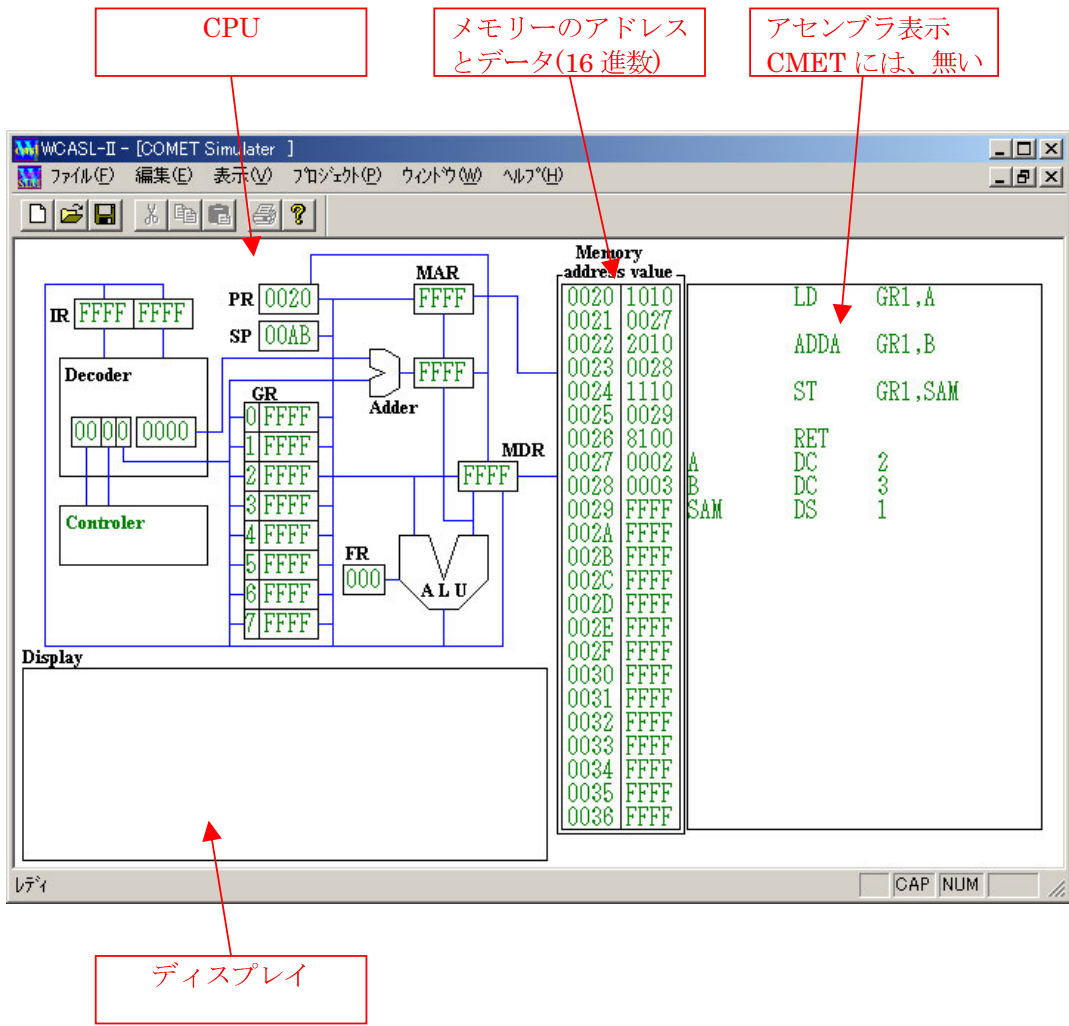 CPU
メモリーのアドレス
とデータ(16 進数)
アセンブラ表示
CMET には、無い
WCASL-II - [COMET Simulater ]
ファイル(F) 編集(E) 表示(V) プロジェクト(P) ウィンドウ(W) ヘルプ(H)
Memory
address value
MAR
FFFF
IR FFFF FFFF
PR 0020
SP 00AB
Decoder
00 0 0 0000
Controler
Adder
FFFF
GR
0 FFFF
1 FFFF
2 FFFF
3 FFFF
4 FFFF
5 FFFF
6 FFFF
7 FFFF
MDR
FFFF
FR
000
ALU
0020 1010 LD GR1,A
0021 0027
0022 2010 ADDA GR1,B
0023 0028
0024 1110 ST GR1,SAM
0025 0029
0026 8100 RET
0027 0002 A DC 2
0028 0003 B DC 3
0029 FFFF SAM DS 1
002A FFFF
002B FFFF
002C FFFF
002D FFFF
002E FFFF
002F FFFF
0030 FFFF
0031 FFFF
0032 FFFF
0033 FFFF
0034 FFFF
0035 FFFF
0036 FFFF
Display
レディ
CAP NUM
ディスプレイ